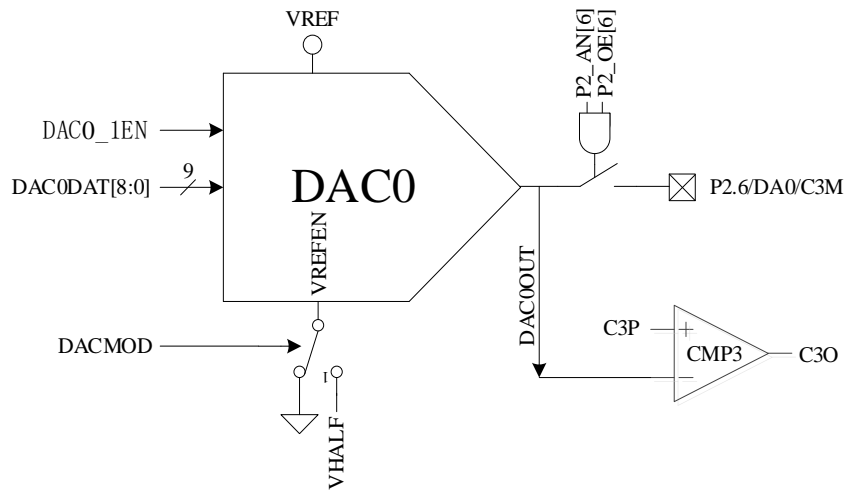 VREF
P2_AN[6]
P2_OE[6]
DAC0_1EN
9
DAC0DAT[8:0]
DAC0
P2.6/DA0/C3M
VREFEN
DAC0OUT
C3P
+
CMP3
C3O
−
DACMOD
1
VHALF